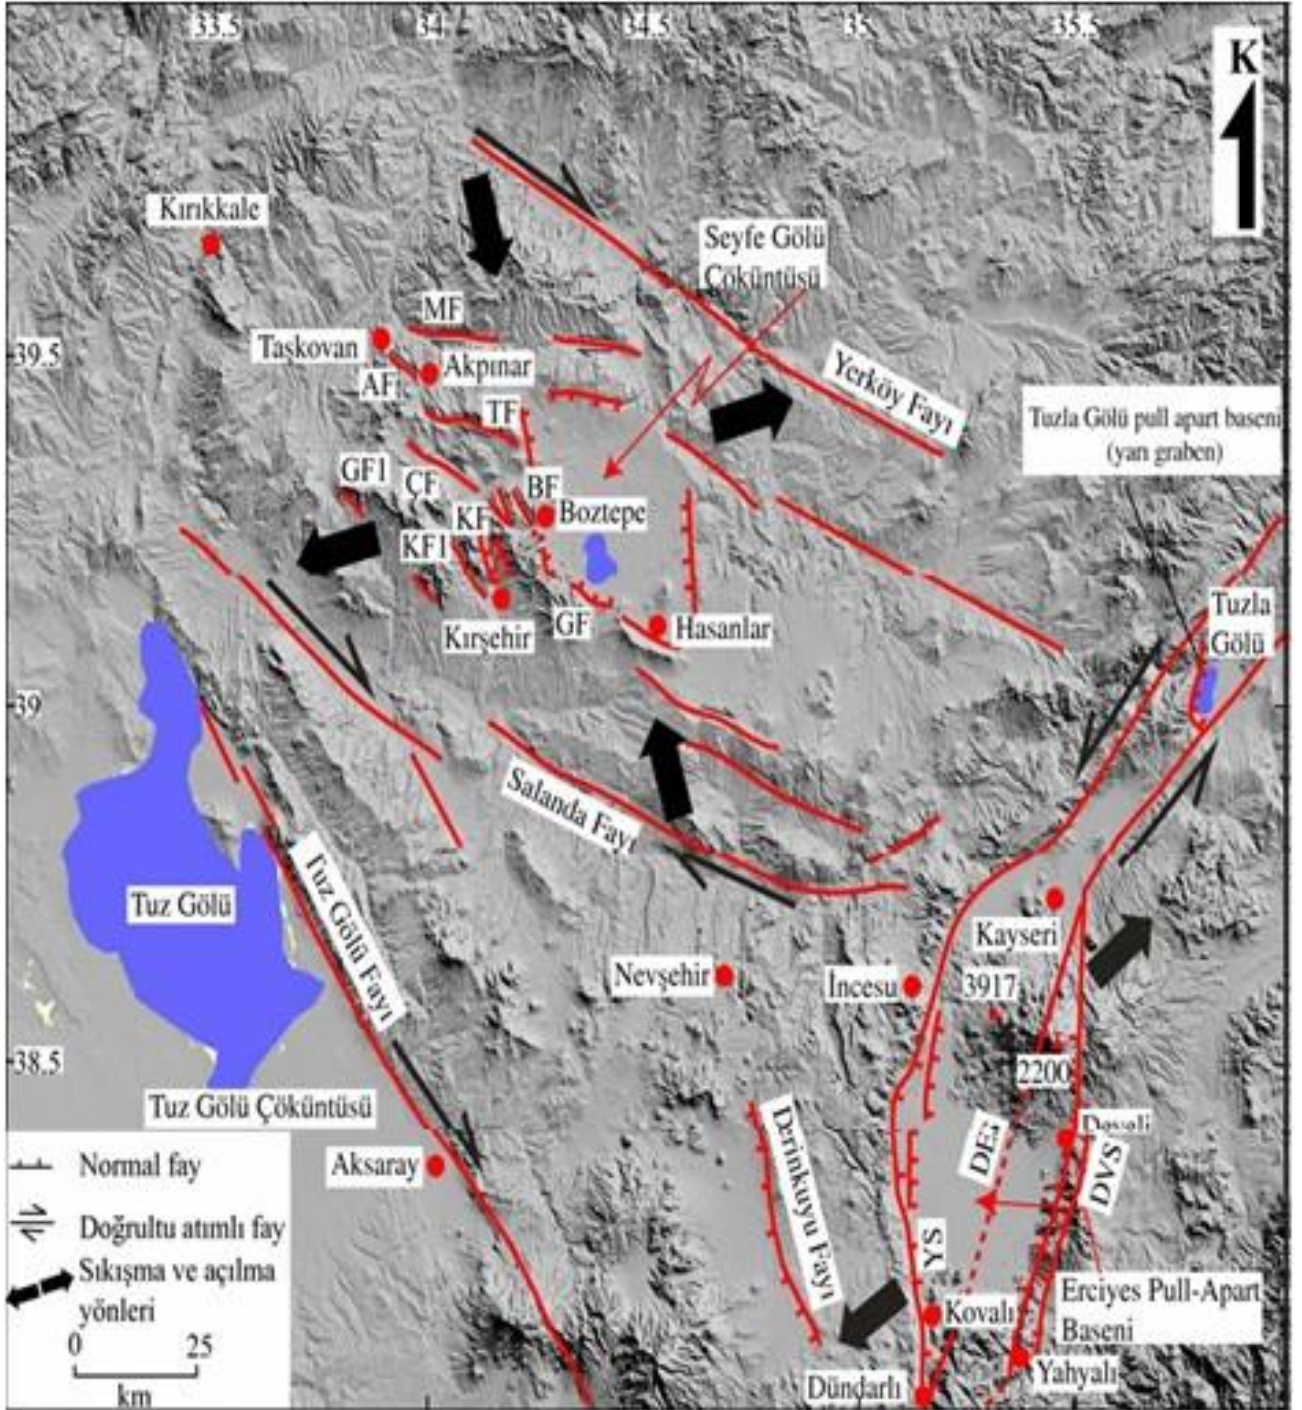 33.5
34
34.5
35
35.5
K
Kırıkkale
Seyfe Gölü
Çöküntüsü
MF
Taşkovan
39.5
Akpınar
AF
TF
Yerköy Fayı
Tuzla Gölü pull apart baseni
(yarı graben)
GF1
ÇF
BF
KF
Boztepe
KF1
Kırşehir
GF
Hasanlar
Tuzla
Gölü
39
Salanda Fayı
Tuz Gölü
Tuz Gölü Fayı
Kayseri
Nevşehir
İncesu
3917
38.5
2200
Tuz Gölü Çöküntüsü
Derinkuyu Fayı
DEF
Develi
DVS
Aksaray
YS
Normal fay
Doğrultu atımlı fay
Sıkışma ve açılma
yönleri
0
25
km
Erciyes Pull-Apart
Baseni
Kovalı
Yahyalı
Dündarlı